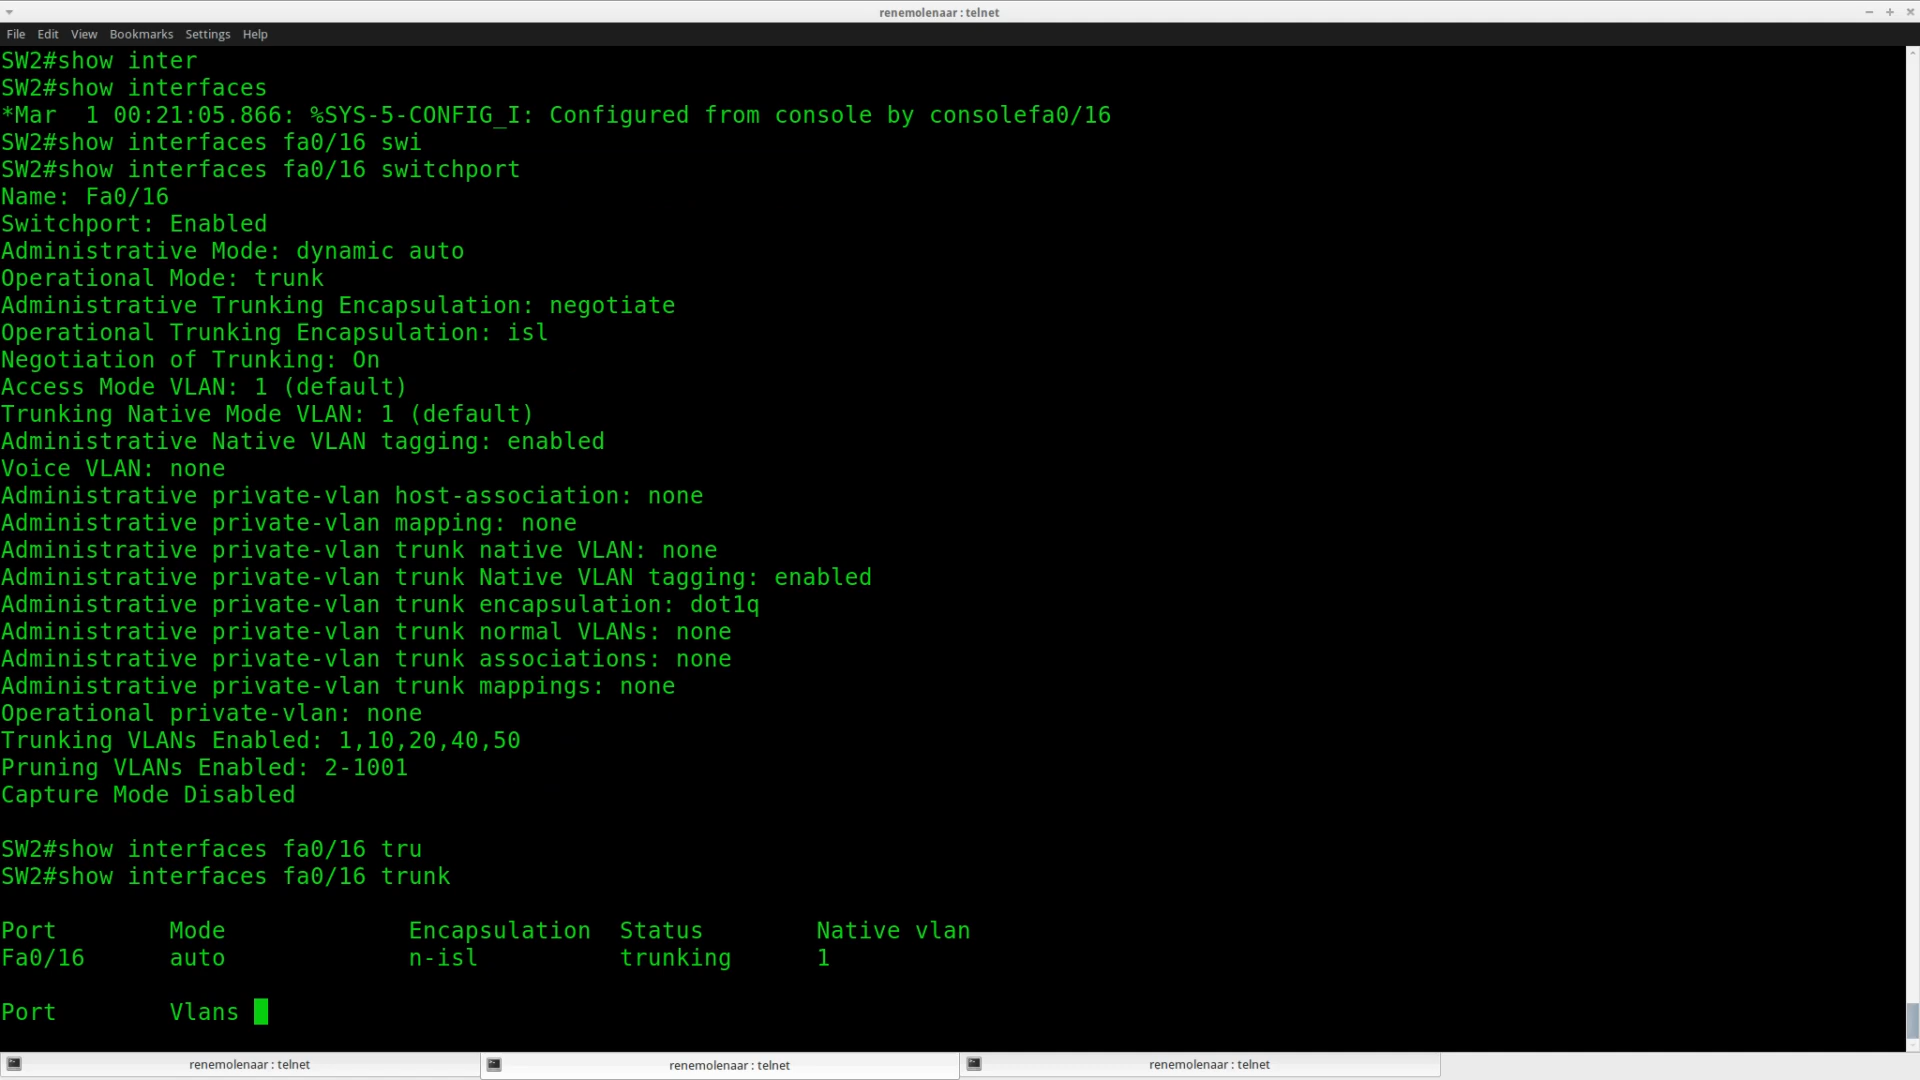 renemolenaar : telnet
File Edit View Bookmarks Settings Help
SW2#show inter
SW2#show interfaces
*Mar  1 00:21:05.866: %SYS-5-CONFIG_I: Configured from console by consolefa0/16
SW2#show interfaces fa0/16 swi
SW2#show interfaces fa0/16 switchport
Name: Fa0/16
Switchport: Enabled
Administrative Mode: dynamic auto
Operational Mode: trunk
Administrative Trunking Encapsulation: negotiate
Operational Trunking Encapsulation: isl
Negotiation of Trunking: On
Access Mode VLAN: 1 (default)
Trunking Native Mode VLAN: 1 (default)
Administrative Native VLAN tagging: enabled
Voice VLAN: none
Administrative private-vlan host-association: none
Administrative private-vlan mapping: none
Administrative private-vlan trunk native VLAN: none
Administrative private-vlan trunk Native VLAN tagging: enabled
Administrative private-vlan trunk encapsulation: dot1q
Administrative private-vlan trunk normal VLANs: none
Administrative private-vlan trunk associations: none
Administrative private-vlan trunk mappings: none
Operational private-vlan: none
Trunking VLANs Enabled: 1,10,20,40,50
Pruning VLANs Enabled: 2-1001
Capture Mode Disabled
SW2#show interfaces fa0/16 tru
SW2#show interfaces fa0/16 trunk
Port        Mode             Encapsulation  Status        Native vlan
Fa0/16      auto             n-isl          trunking      1
Port        Vlans
renemolenaar : telnet renemolenaar : telnet renemolenaar : telnet